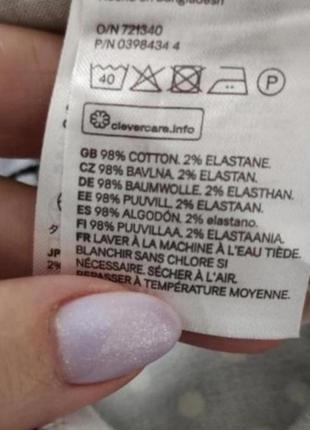 O/N 721340
P/N 0398434 4
40 P
clevercare.info
GB 98% COTTON. 2% ELASTANE.
CZ 98% BAVLNA. 2% ELASTAN.
DE 98% BAUMWOLLE. 2% ELASTHAN.
EE 98% PUUVILL. 2% ELASTAAN.
ES 98% ALGODÓN. 2% elastano.
FI 98% PUUVILLAA. 2% ELASTAANIA.
FR LAVER À LA MACHINE À L'EAU TIÈDE.
JP BLANCHIR SANS CHLORE SI
2% NÉCESSAIRE. SÉCHER À L'AIR.
REPASSER À TEMPÉRATURE MOYENNE.